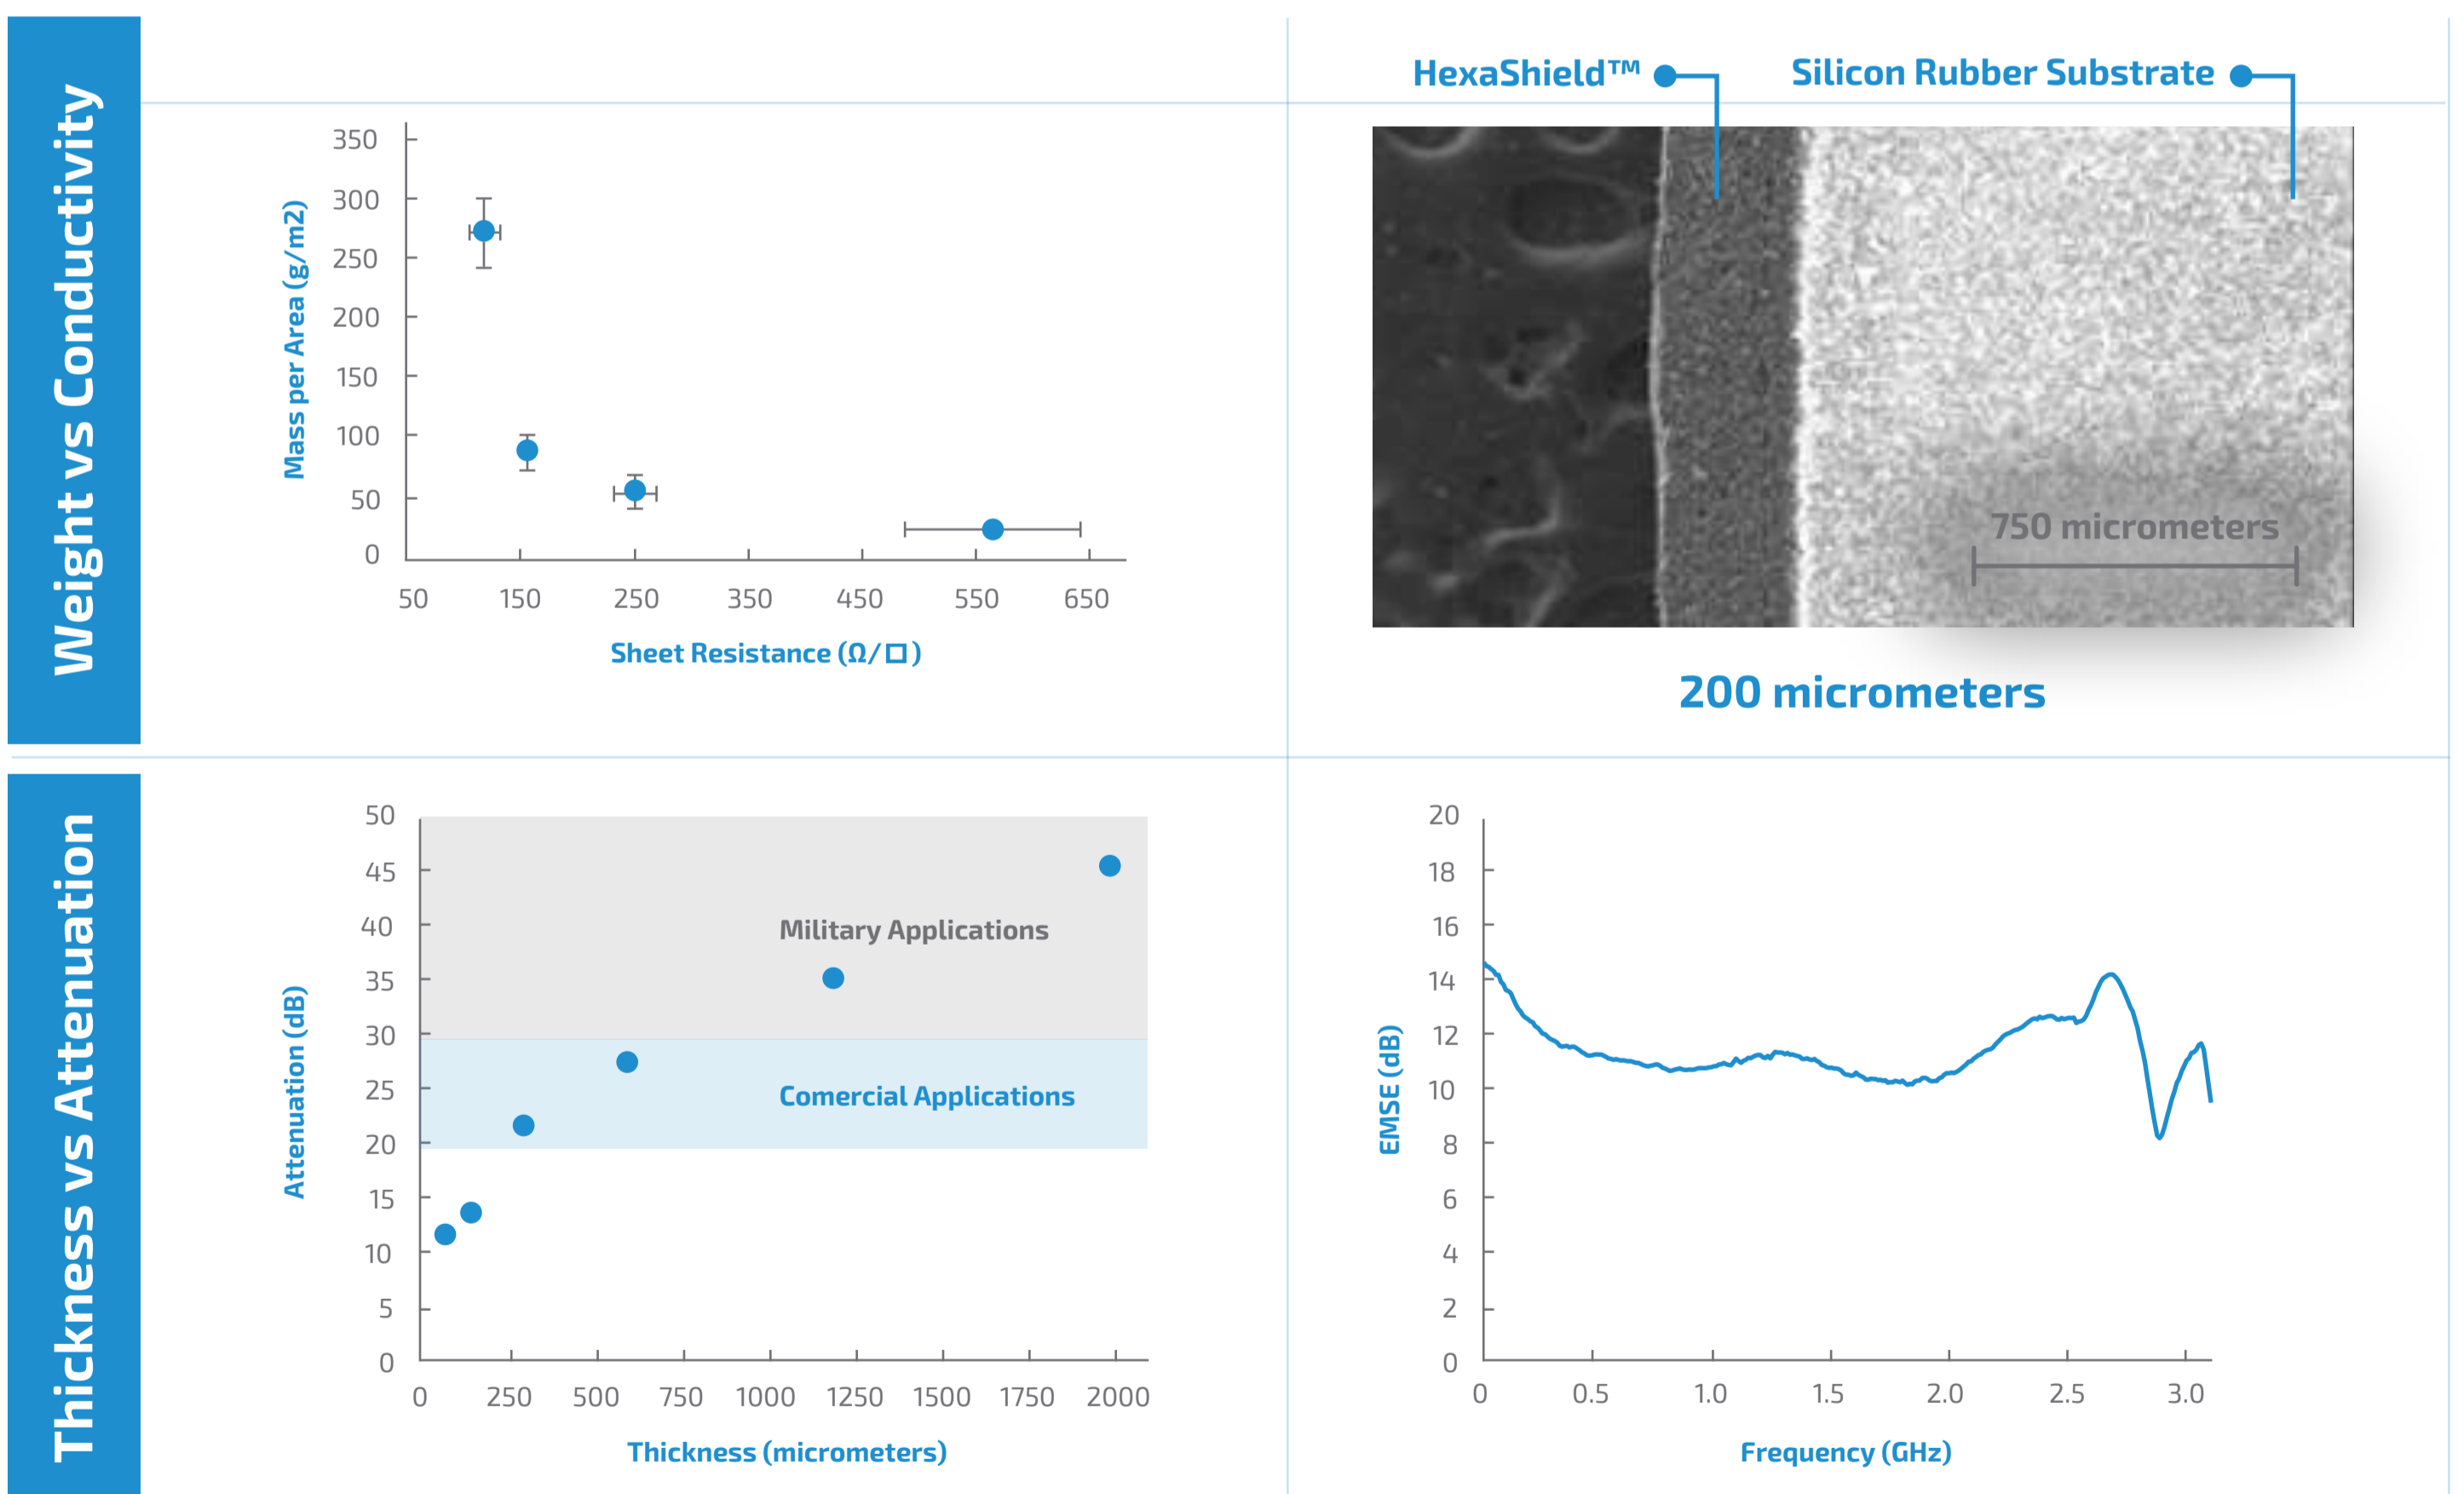 Weight vs Conductivity
Mass per Area (g/m2)
350
300
250
200
150
100
50
0
50 150 250 350 450 550 650
Sheet Resistance (Ω/□)
HexaShield™ Silicon Rubber Substrate
750 micrometers
200 micrometers
Thickness vs Attenuation
Attenuation (dB)
50
45
40
35
30
25
20
15
10
5
0
Military Applications
Comercial Applications
0 250 500 750 1000 1250 1500 1750 2000
Thickness (micrometers)
EMSE (dB)
20
18
16
14
12
10
8
6
4
2
0
0 0.5 1.0 1.5 2.0 2.5 3.0
Frequency (GHz)